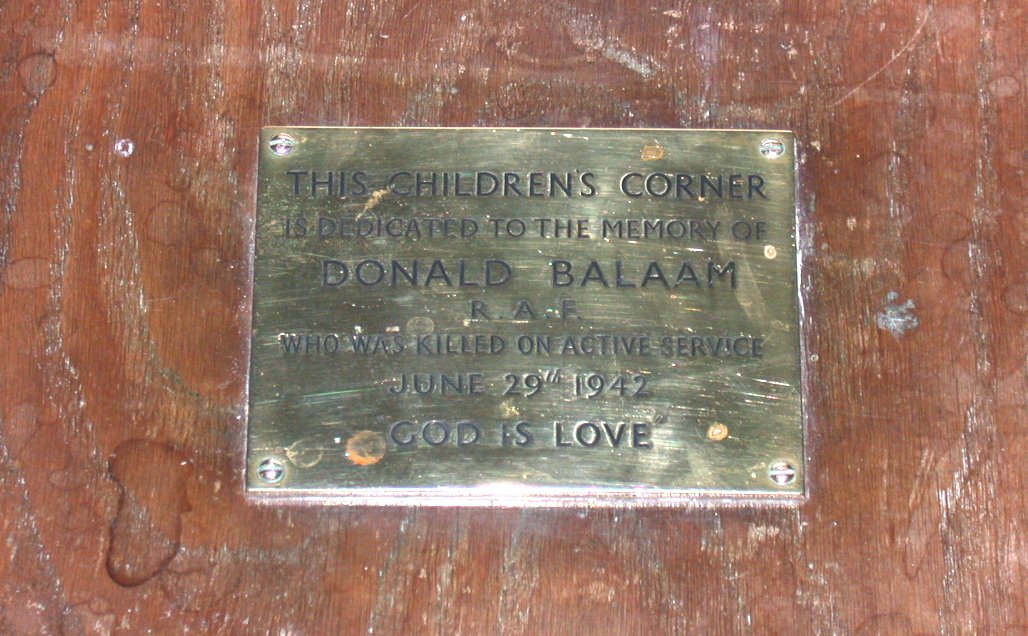 THIS CHILDREN'S CORNER
IS DEDICATED TO THE MEMORY OF
DONALD BALAAM
R. A. F.
WHO WAS KILLED ON ACTIVE SERVICE
JUNE 29TH 1942
"GOD IS LOVE"